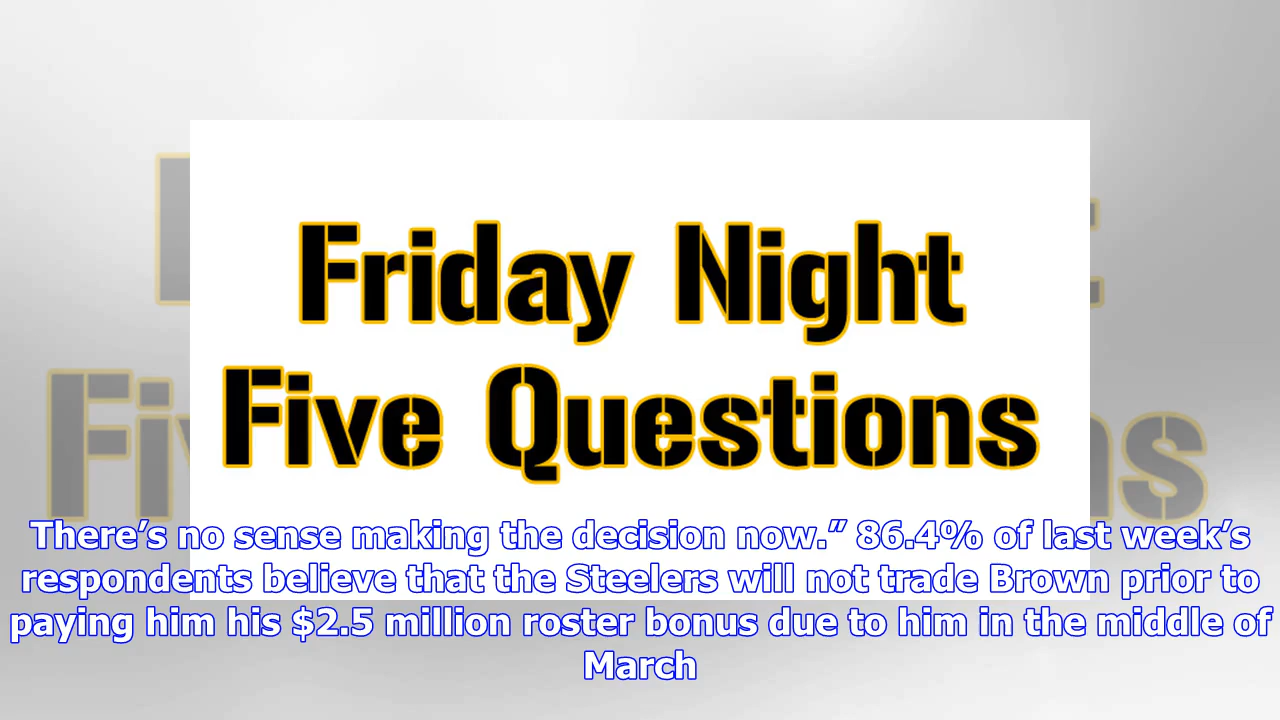 Friday Night
Five Questions
There’s no sense making the decision now.” 86.4% of last week’s
respondents believe that the Steelers will not trade Brown prior to
paying him his $2.5 million roster bonus due to him in the middle of
March